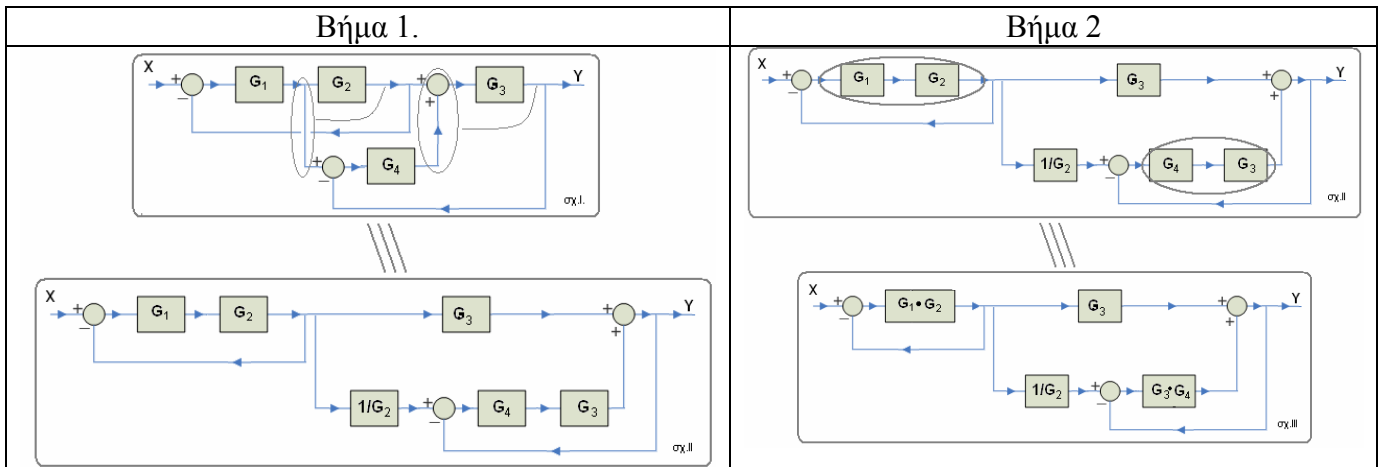 Βήμα 1.
X + − G1 G2 + + G3 Y
+ − G4
σχ.I.
X + − G1 G2 G3 + + Y
1/G2 + − G4 G3
σχ.II
Βήμα 2
X + − G1 G2 G3 + + Y
1/G2 + − G4 G3
σχ.II
X + − G1•G2 G3 + + Y
1/G2 + − G3•G4
σχ.III